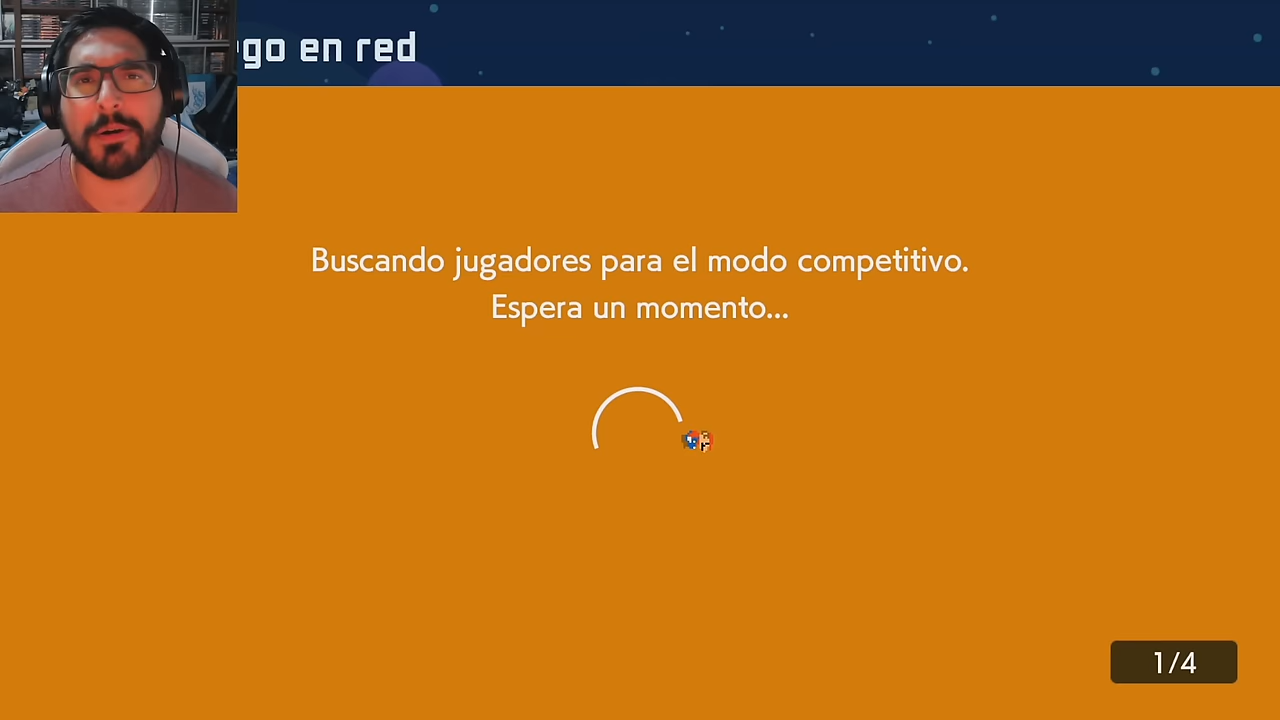 go en red
Buscando jugadores para el modo competitivo.
Espera un momento...
1/4